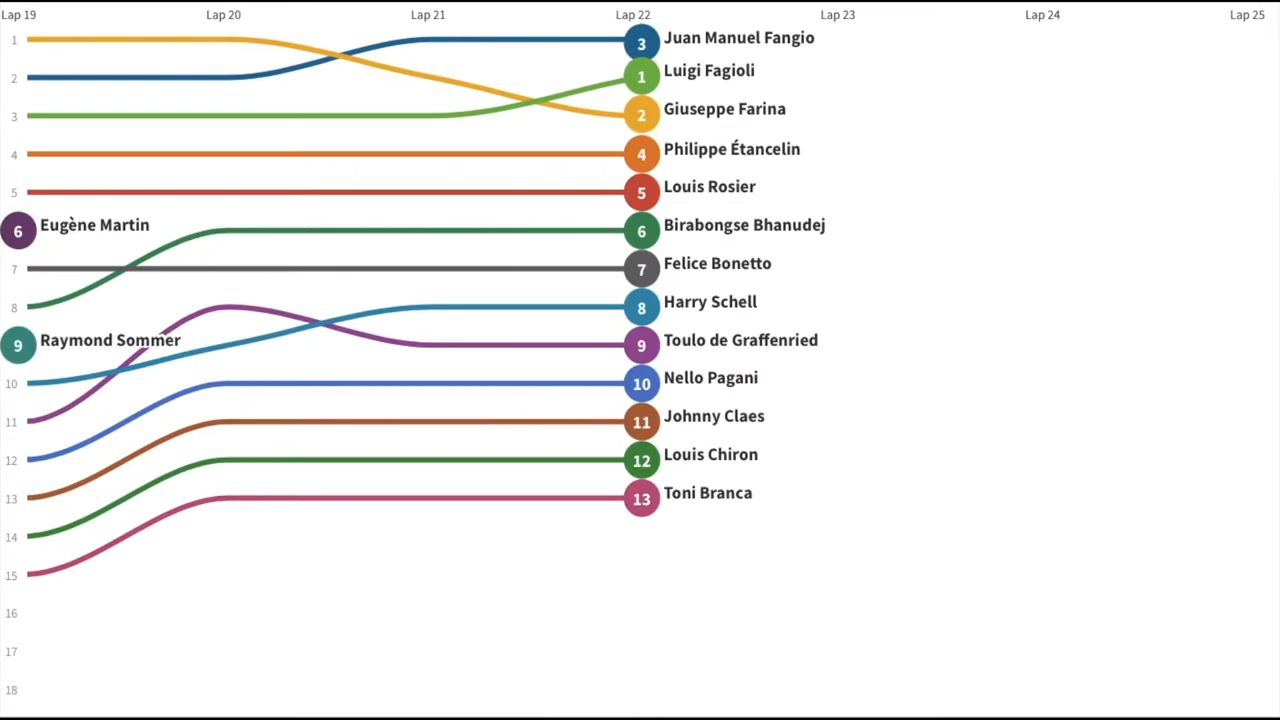 Lap 19 Lap 20 Lap 21 Lap 22 Lap 23 Lap 24 Lap 25
1 3 Juan Manuel Fangio
2 1 Luigi Fagioli
3 2 Giuseppe Farina
4 4 Philippe Étancelin
5 5 Louis Rosier
6 Eugène Martin 6 Birabongse Bhanudej
7 7 Felice Bonetto
8 8 Harry Schell
9 Raymond Sommer 9 Toulo de Graffenried
10 10 Nello Pagani
11 11 Johnny Claes
12 12 Louis Chiron
13 13 Toni Branca
14
15
16
17
18